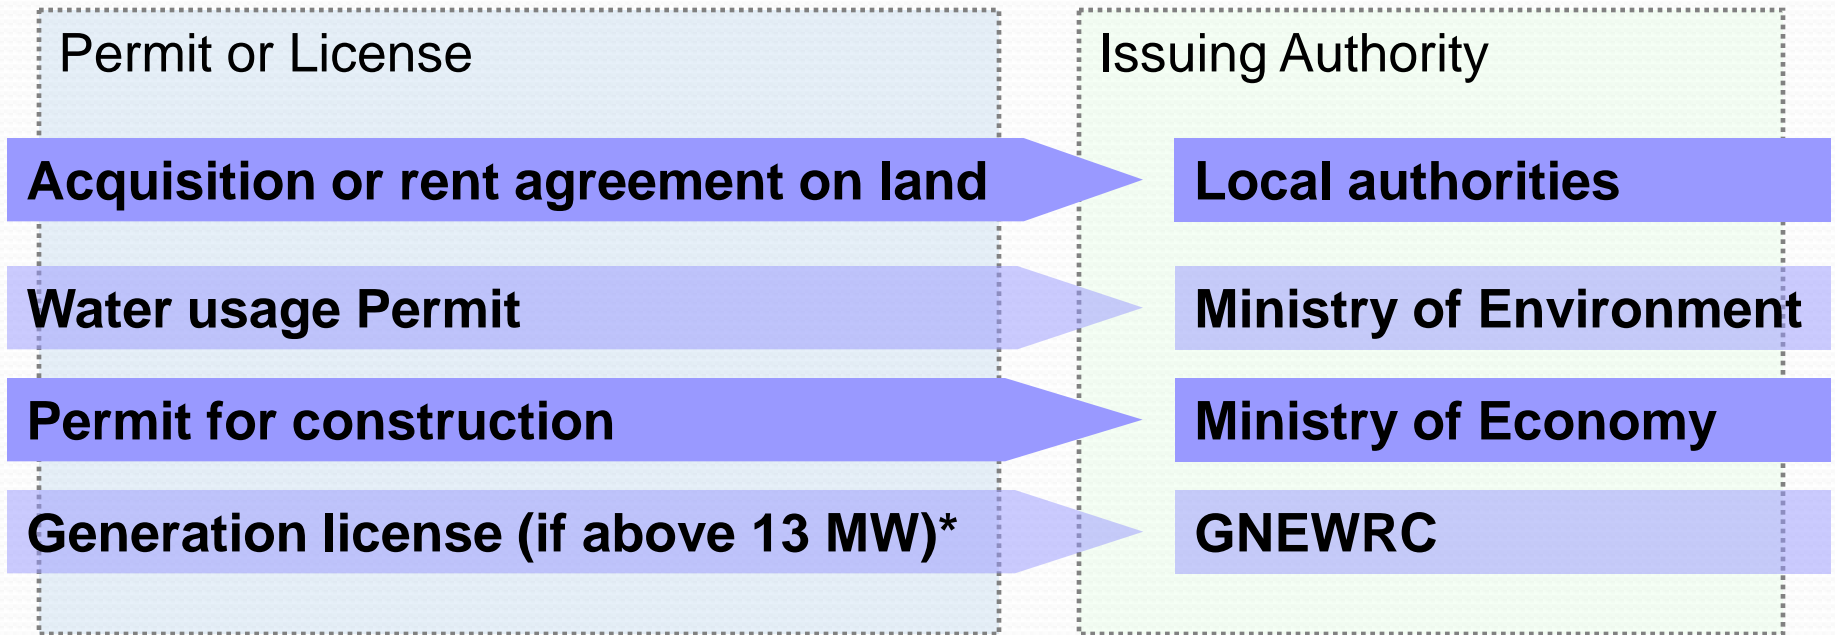 Permit or License
Issuing Authority
Acquisition or rent agreement on land
Local authorities
Water usage Permit
Ministry of Environment
Permit for construction
Ministry of Economy
Generation license (if above 13 MW)*
GNEWRC